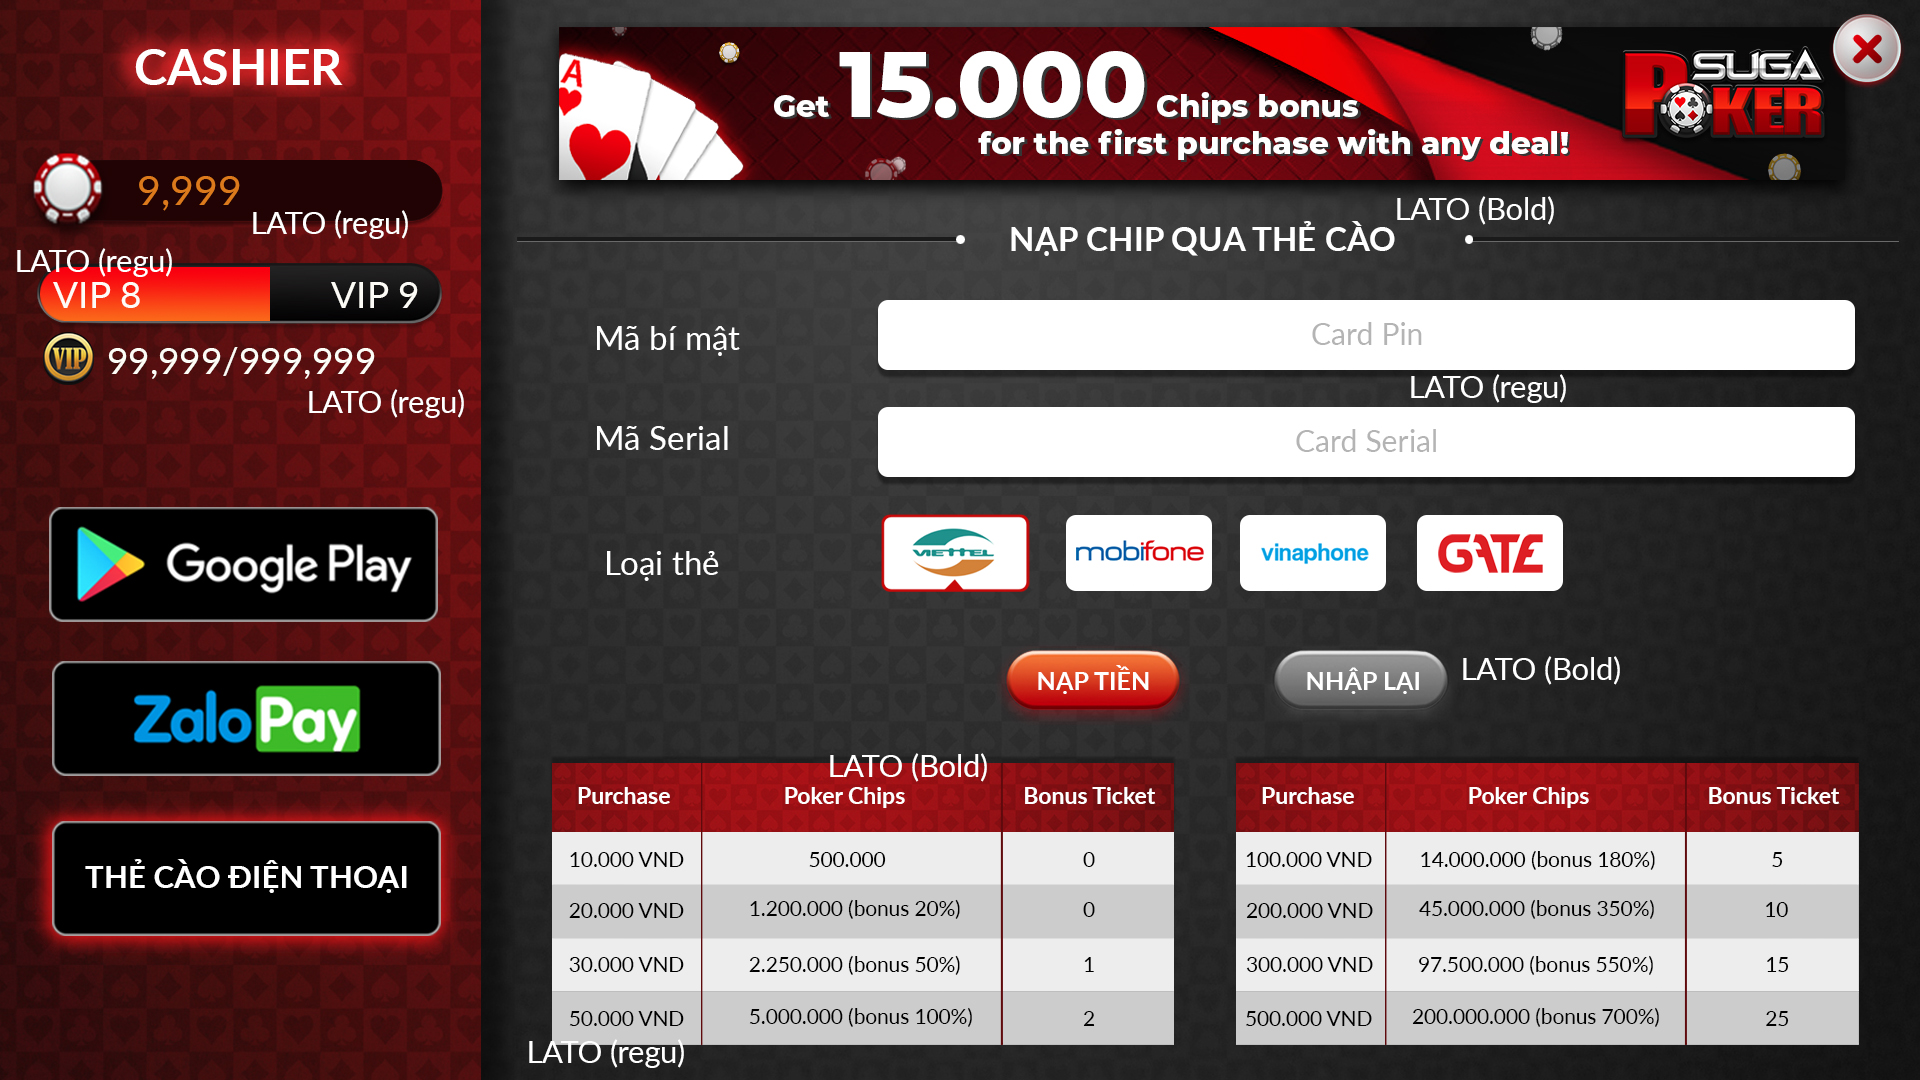 CASHIER
9,999
LATO (regu)
LATO (regu)
VIP 8 VIP 9
VIP 99,999/999,999
LATO (regu)
Google Play
ZaloPay
THẺ CÀO ĐIỆN THOẠI
A
Get 15.000 Chips bonus
for the first purchase with any deal!
SUGA
POKER
LATO (Bold)
NẠP CHIP QUA THẺ CÀO
Mã bí mật Card Pin
LATO (regu)
Mã Serial Card Serial
Loại thẻ VIETTEL mobifone vinaphone GATE
NẠP TIỀN NHẬP LẠI LATO (Bold)
LATO (Bold)
Purchase Poker Chips Bonus Ticket
10.000 VND 500.000 0
20.000 VND 1.200.000 (bonus 20%) 0
30.000 VND 2.250.000 (bonus 50%) 1
50.000 VND 5.000.000 (bonus 100%) 2
LATO (regu)
Purchase Poker Chips Bonus Ticket
100.000 VND 14.000.000 (bonus 180%) 5
200.000 VND 45.000.000 (bonus 350%) 10
300.000 VND 97.500.000 (bonus 550%) 15
500.000 VND 200.000.000 (bonus 700%) 25